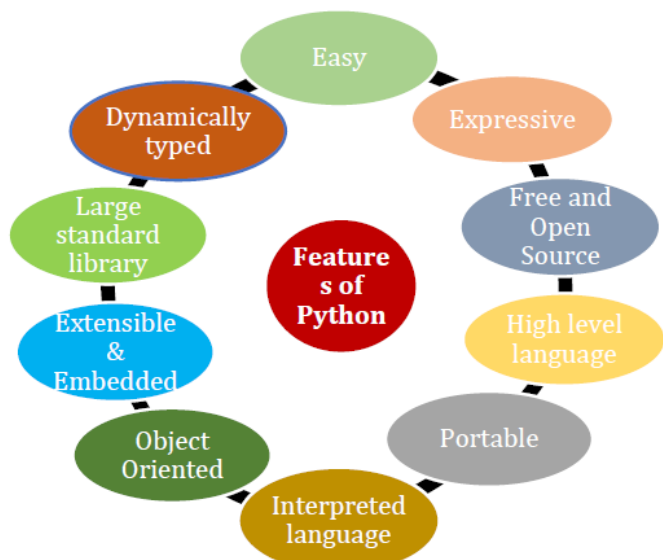 Easy
Expressive
Free and
Open
Source
High level
language
Portable
Interpreted
language
Object
Oriented
Extensible
&
Embedded
Large
standard
library
Dynamically
typed
Feature
s of
Python